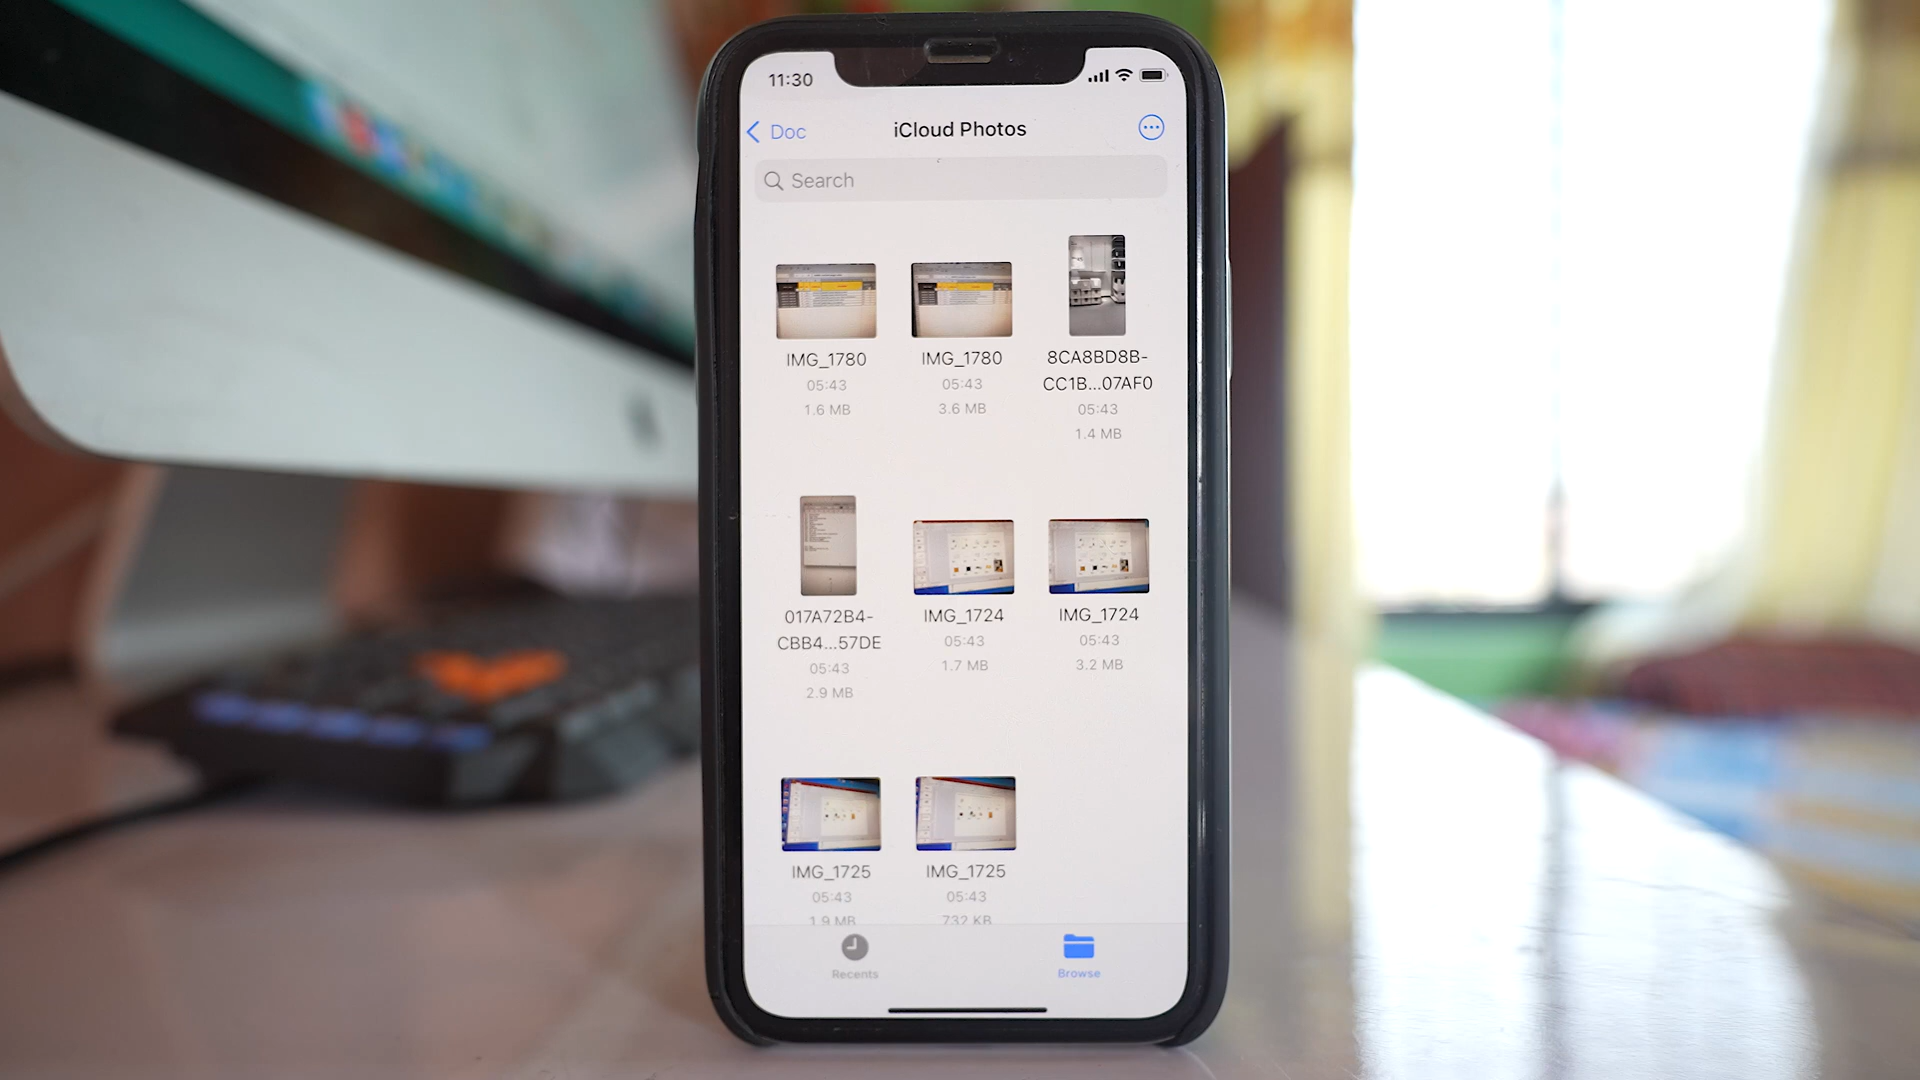 11:30
Doc
iCloud Photos
Search
IMG_1780
05:43
1.6 MB
IMG_1780
05:43
3.6 MB
8CA8BD8B-
CC1B...07AF0
05:43
1.4 MB
017A72B4-
CBB4...57DE
05:43
2.9 MB
IMG_1724
05:43
1.7 MB
IMG_1724
05:43
3.2 MB
IMG_1725
05:43
1.9 MB
IMG_1725
05:43
732 KB
Recents
Browse